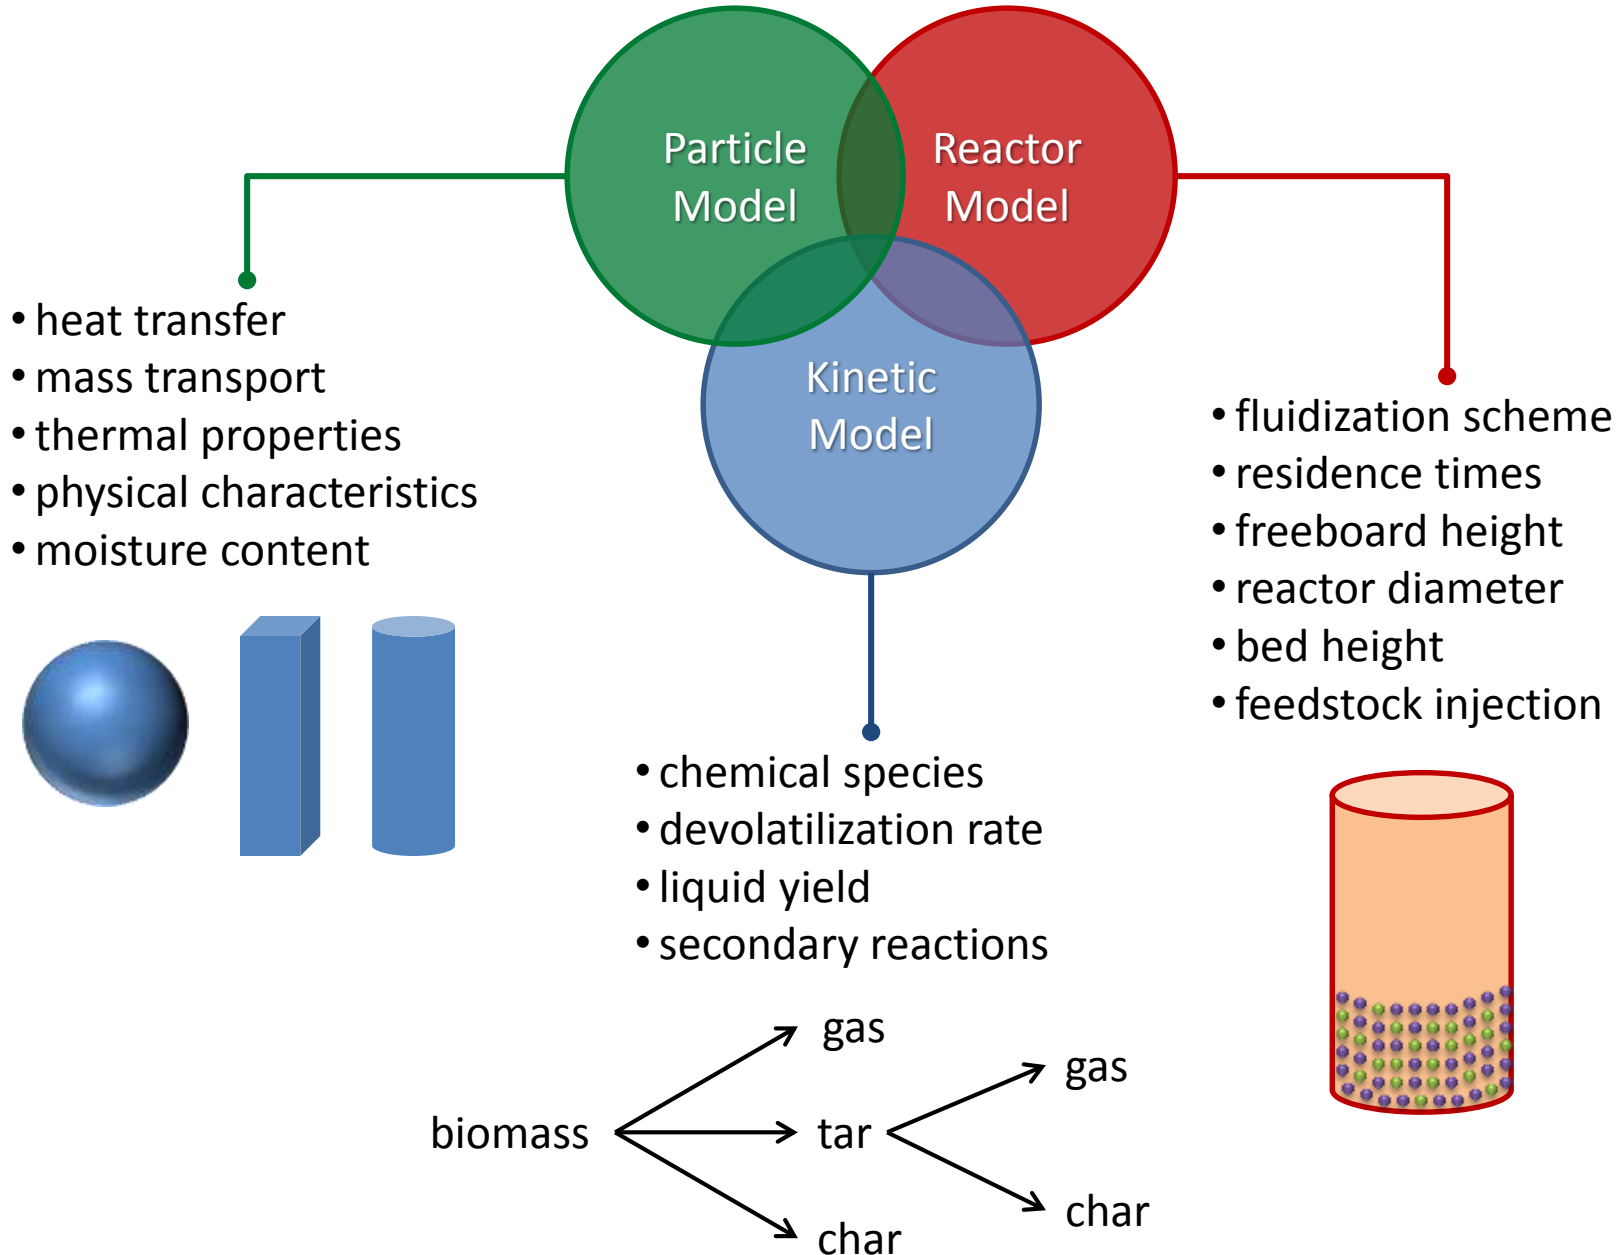 Particle
Model
Reactor
Model
Kinetic
Model
• heat transfer
• mass transport
• thermal properties
• physical characteristics
• moisture content
• fluidization scheme
• residence times
• freeboard height
• reactor diameter
• bed height
• feedstock injection
• chemical species
• devolatilization rate
• liquid yield
• secondary reactions
gas
gas
biomass
tar
char
char